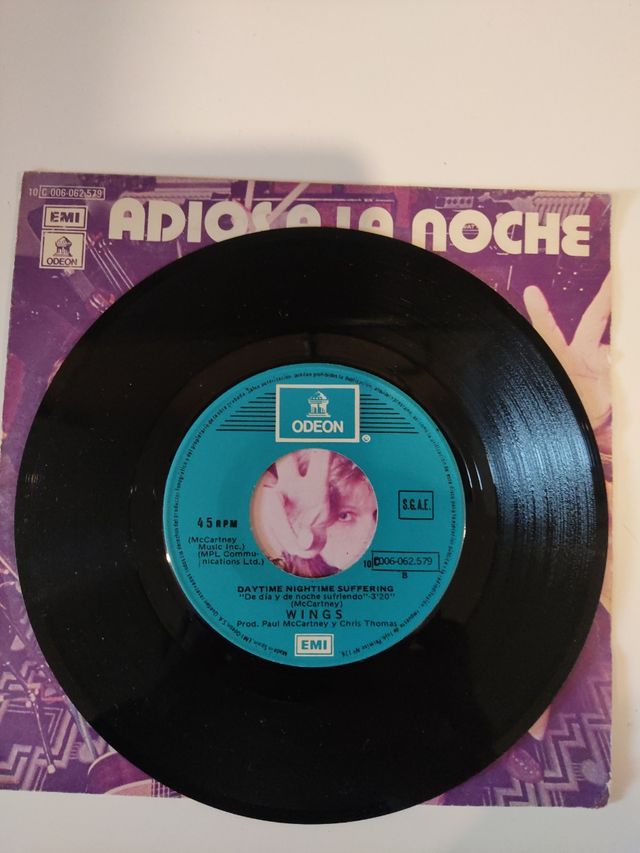 10 C 006-062.579
EMI
ODEON
ADIOS A LA NOCHE
ODEON
45 RPM
S.G.A.E.
(McCartney
Music Inc.)
(MPL Commu-
nications Ltd.)
10 C006-062.579
B
DAYTIME NIGHTIME SUFFERING
"De día y de noche sufriendo"-3'20"
(McCartney)
WINGS
Prod. Paul McCartney y Chris Thomas
EMI